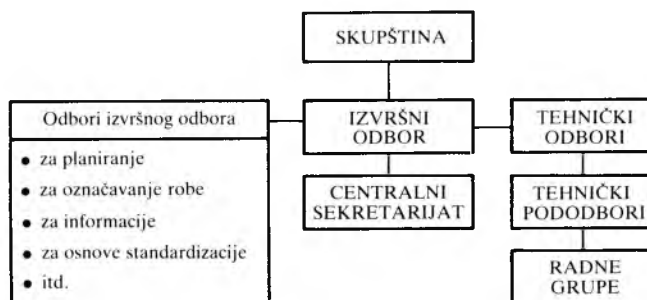 SKUPŠTINA
Odbori izvršnog odbora
• za planiranje
• za označavanje robe
• za informacije
• za osnove standardizacije
• itd.
IZVRŠNI
ODBOR
CENTRALNI
SEKRETARIJAT
TEHNIČKI
ODBORI
TEHNIČKI
PODODBORI
RADNE
GRUPE